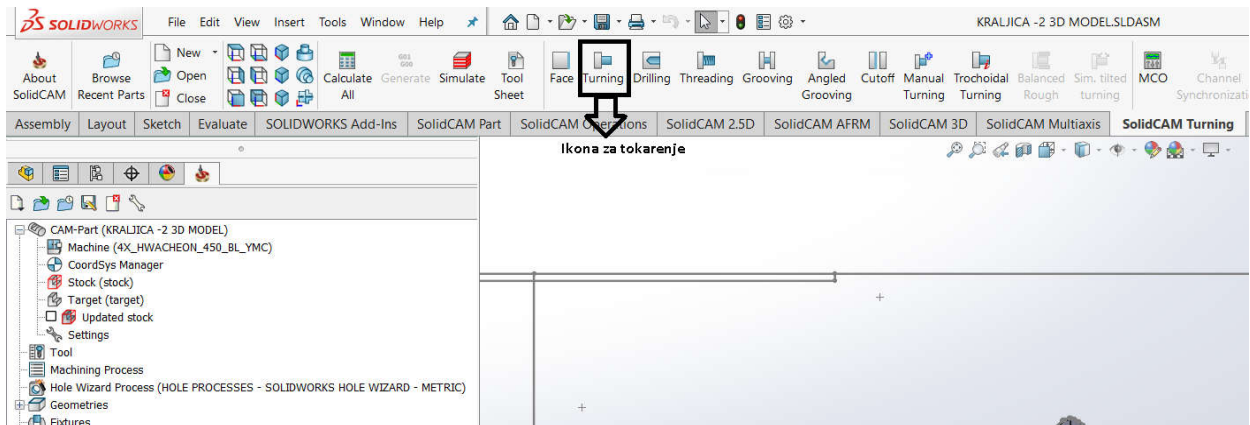 SOLIDWORKS File Edit View Insert Tools Window Help KRALJICA -2 3D MODEL.SLDASM
About SolidCAM
Browse Recent Parts
New
Open
Close
Calculate All
G01 G00
Generate
Simulate
Tool Sheet
Face
Turning
Drilling
Threading
Grooving
Angled Grooving
Cutoff
Manual Turning
Trochoidal Turning
Balanced Rough
Sim. tilted turning
MCO
Channel Synchronizati
Assembly Layout Sketch Evaluate SOLIDWORKS Add-Ins SolidCAM Part SolidCAM Operations SolidCAM 2.5D SolidCAM AFRM SolidCAM 3D SolidCAM Multiaxis SolidCAM Turning
Ikona za tokarenje
CAM-Part (KRALJICA -2 3D MODEL)
Machine (4X_HWACHEON_450_BL_YMC)
CoordSys Manager
Stock (stock)
Target (target)
Updated stock
Settings
Tool
Machining Process
Hole Wizard Process (HOLE PROCESSES - SOLIDWORKS HOLE WIZARD - METRIC)
Geometries
Fixtures